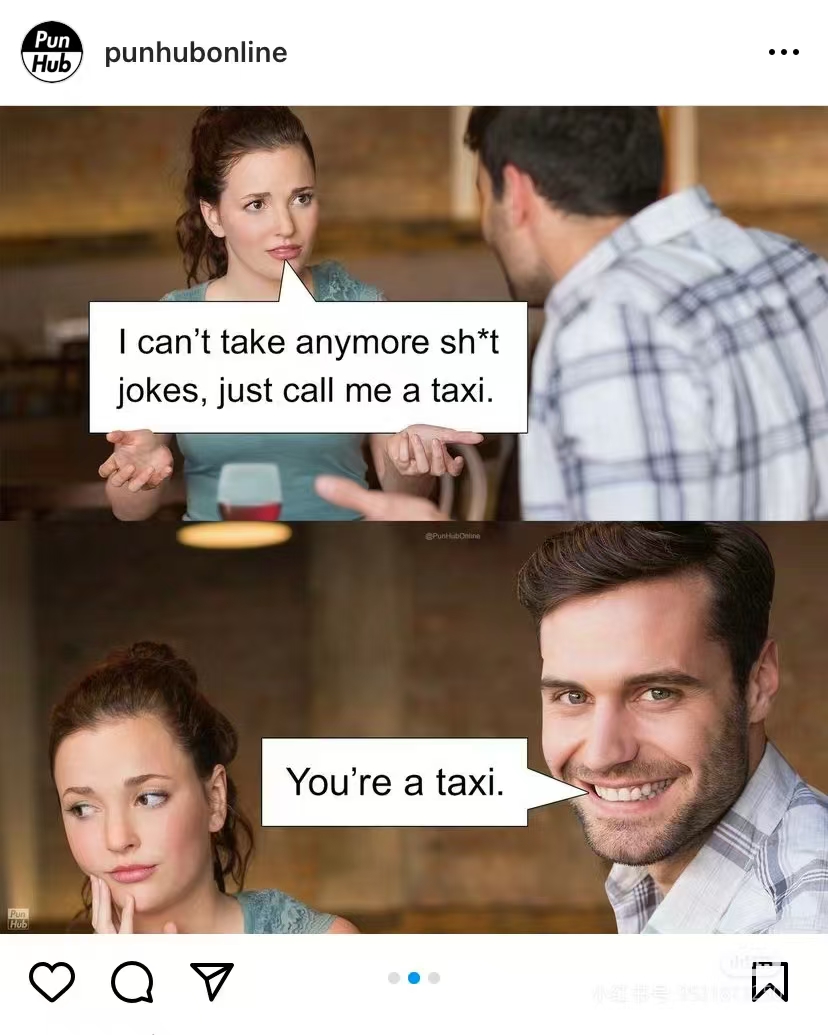 Pun
Hub
punhubonline
I can't take anymore sh*t
jokes, just call me a taxi.
@PunHubOnline
You're a taxi.
Pun
Hub